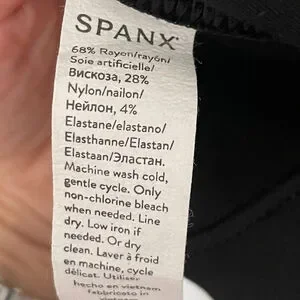 SPANX
68% Rayon/rayón/
Soie artificielle/
Вискоза, 28%
Nylon/nailon/
Нейлон, 4%
Elastane/elastano/
Elasthanne/Elastan/
Elastaan/Эластан.
Machine wash cold,
gentle cycle. Only
non-chlorine bleach
when needed. Line
dry. Low iron if
needed. Or dry
clean. Laver à froid
en machine, cycle
délicat. Utiliser
hecho en vietnam
fabricato in